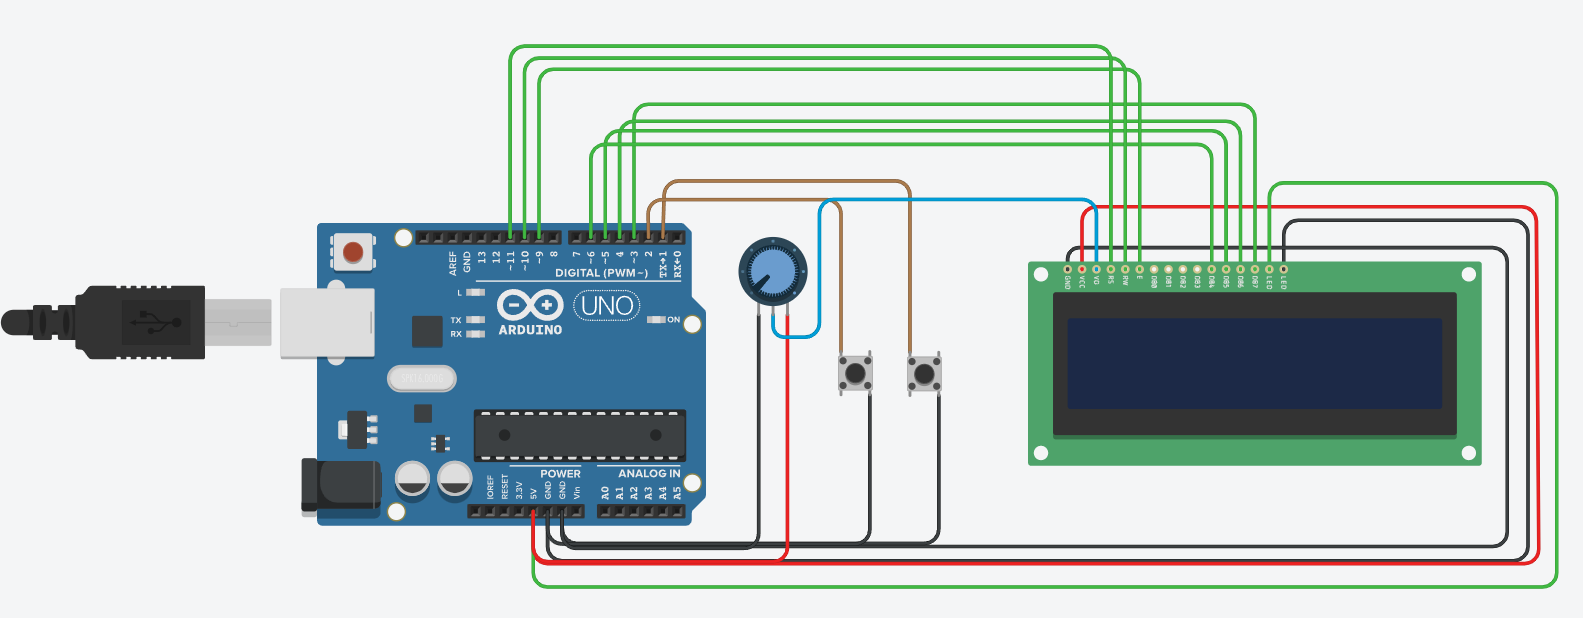 AREF
GND
13
12
~11
~10
~9
8
7
~6
~5
4
~3
2
TX→1
RX←0
DIGITAL (PWM~)
L
TX
RX
UNO
ARDUINO
ON
POWER
ANALOG IN
IOREF
RESET
3.3V
5V
GND
GND
Vin
A0
A1
A2
A3
A4
A5
GND
VCC
VO
RS
RW
E
DB0
DB1
DB2
DB3
DB4
DB5
DB6
DB7
LED
LED